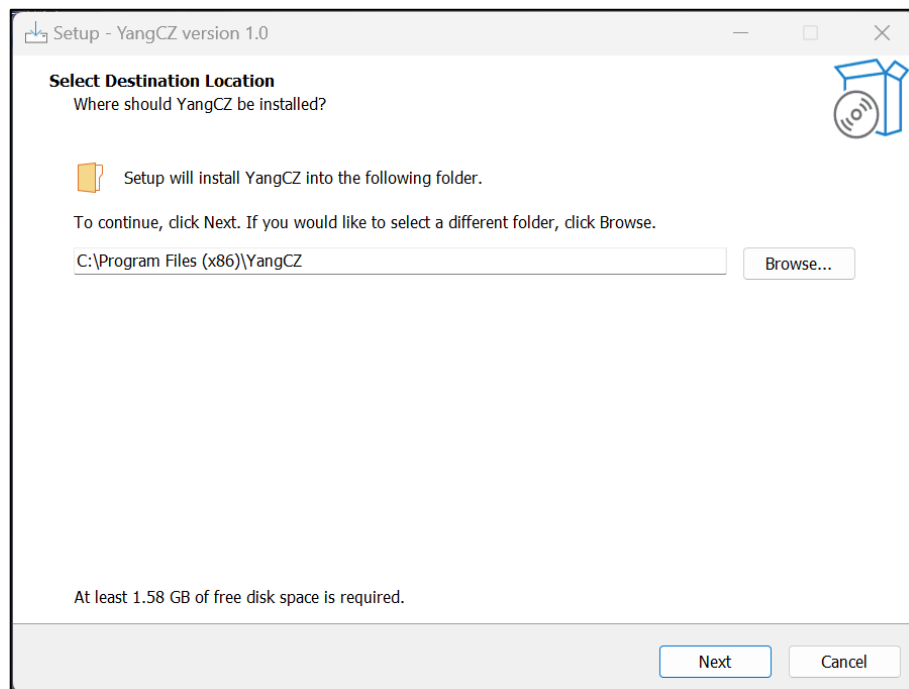 Setup - YangCZ version 1.0
Select Destination Location
Where should YangCZ be installed?
Setup will install YangCZ into the following folder.
To continue, click Next. If you would like to select a different folder, click Browse.
C:\Program Files (x86)\YangCZ
Browse...
At least 1.58 GB of free disk space is required.
Next
Cancel